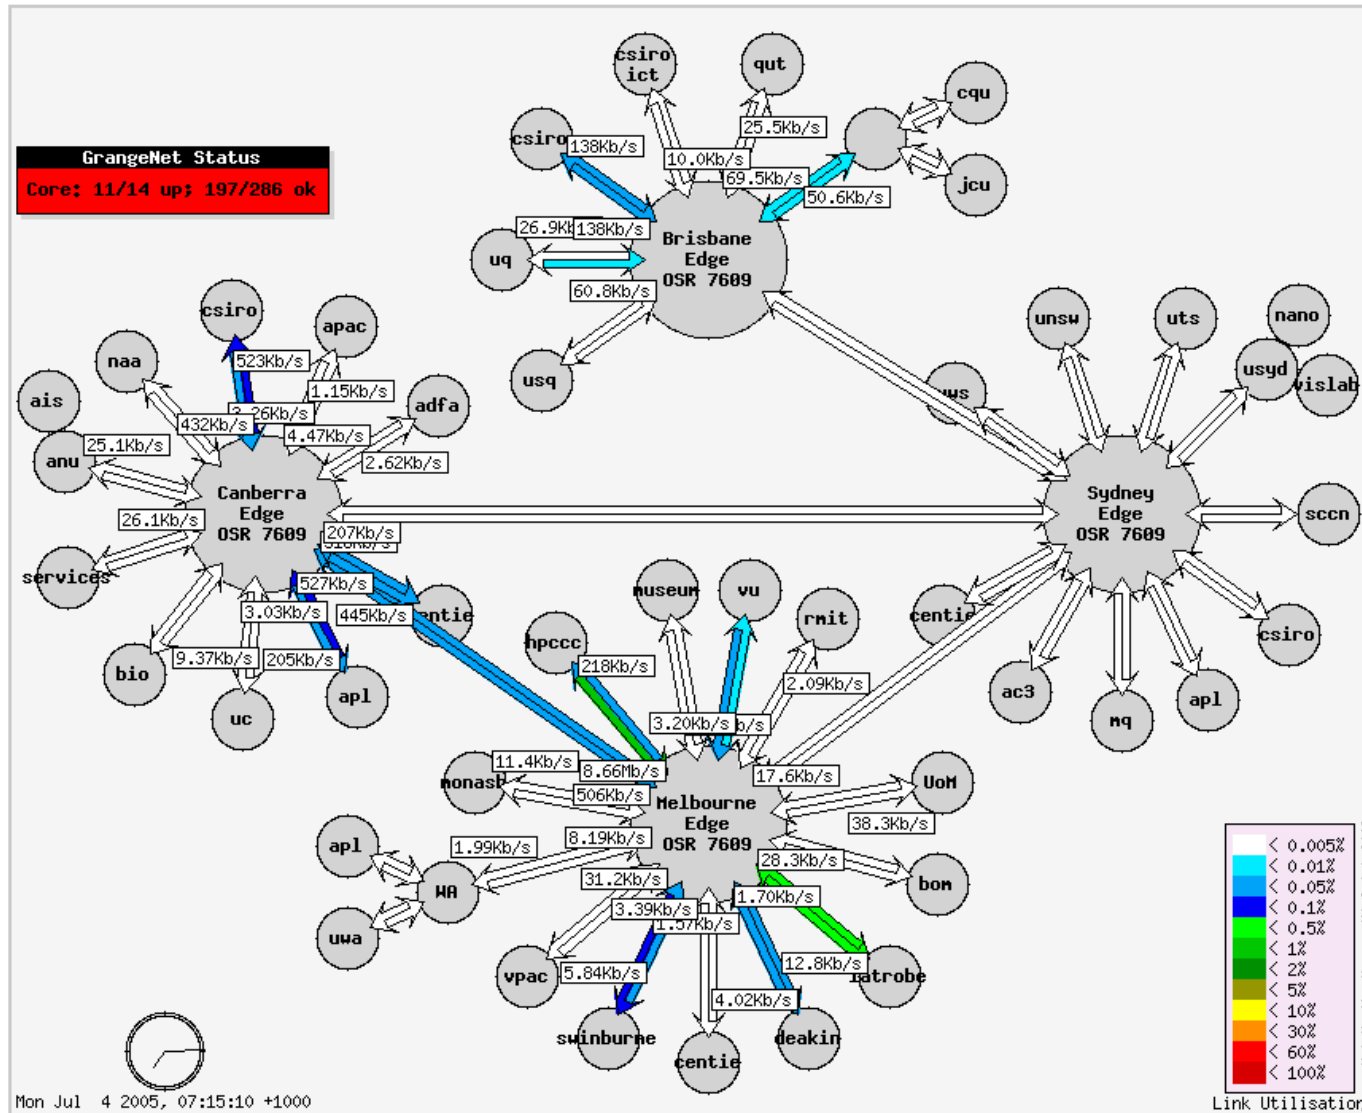 csiro
ict
qut
cqu
csiro
138Kb/s
25.5Kb/s
10.0Kb/s
69.5Kb/s
50.6Kb/s
jcu
GrangeNet Status
Core: 11/14 up; 197/286 ok
138Kb/s
uq
Brisbane
Edge
OSR 7609
60.8Kb/s
usq
csiro
apac
naa
523Kb/s
1.15Kb/s
ais
432Kb/s
adfa
4.47Kb/s
25.1Kb/s
anu
2.62Kb/s
Canberra
Edge
OSR 7609
26.1Kb/s
207Kb/s
services
527Kb/s
3.03Kb/s
445Kb/s
9.37Kb/s
205Kb/s
bio
uc
apl
unsw
uts
nano
usyd
vislab
Sydney
Edge
OSR 7609
sccn
centie
csiro
ac3
mq
apl
museum
vu
rmit
hpccc
218Kb/s
2.09Kb/s
3.20Kb/s
11.4Kb/s
8.66Mb/s
17.6Kb/s
monash
506Kb/s
UoM
Melbourne
Edge
OSR 7609
38.3Kb/s
8.19Kb/s
1.99Kb/s
apl
28.3Kb/s
31.2Kb/s
bom
WA
1.70Kb/s
3.39Kb/s
uwa
vpac
5.84Kb/s
12.8Kb/s
latrobe
4.02Kb/s
swinburne
centie
deakin
< 0.005%
< 0.01%
< 0.05%
< 0.1%
< 0.5%
< 1%
< 2%
< 5%
< 10%
< 30%
< 60%
< 100%
Link Utilisation
Mon Jul 4 2005, 07:15:10 +1000